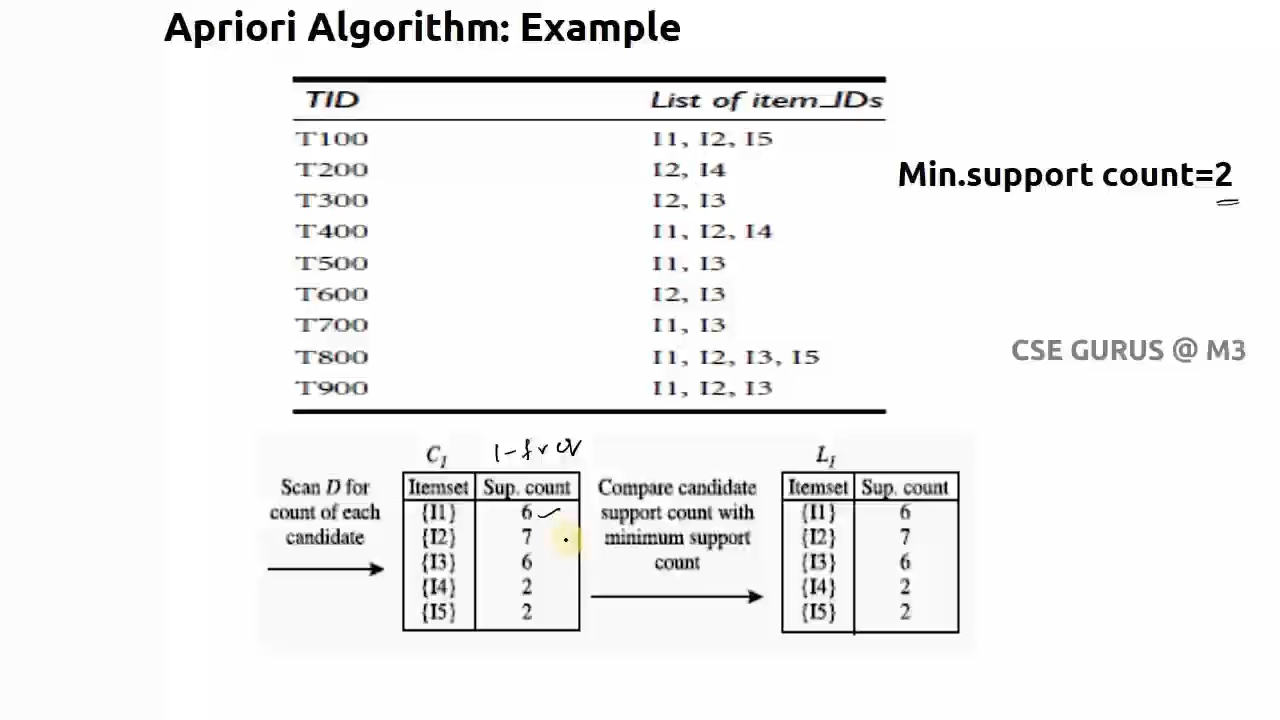 Apriori Algorithm: Example
TID List of item_IDs
T100 I1, I2, I5
T200 I2, I4
T300 I2, I3
T400 I1, I2, I4
T500 I1, I3
T600 I2, I3
T700 I1, I3
T800 I1, I2, I3, I5
T900 I1, I2, I3
Min.support count=2
CSE GURUS @ M3
Scan D for
count of each
candidate
C1
Itemset Sup. count
{I1} 6
{I2} 7
{I3} 6
{I4} 2
{I5} 2
Compare candidate
support count with
minimum support
count
L1
Itemset Sup. count
{I1} 6
{I2} 7
{I3} 6
{I4} 2
{I5} 2